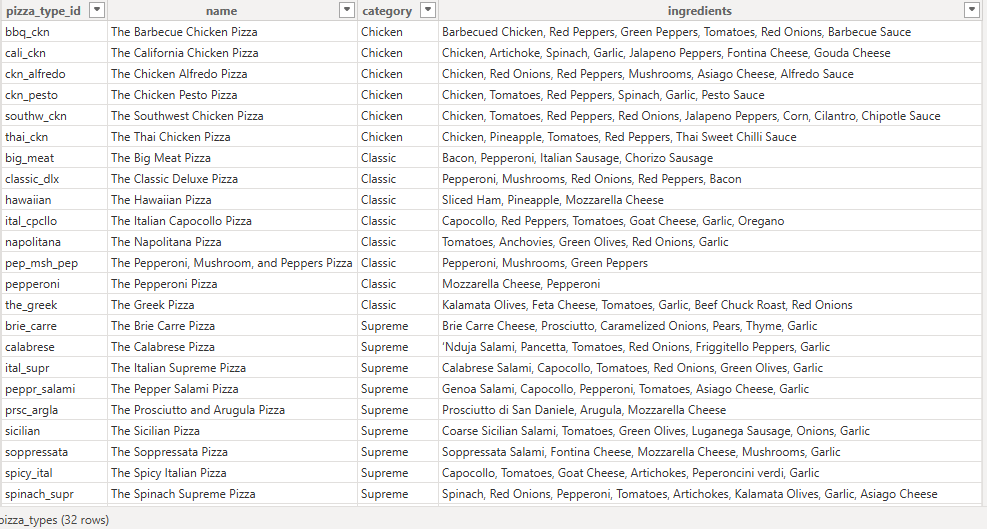 pizza_type_id name category ingredients
bbq_ckn The Barbecue Chicken Pizza Chicken Barbecued Chicken, Red Peppers, Green Peppers, Tomatoes, Red Onions, Barbecue Sauce
cali_ckn The California Chicken Pizza Chicken Chicken, Artichoke, Spinach, Garlic, Jalapeno Peppers, Fontina Cheese, Gouda Cheese
ckn_alfredo The Chicken Alfredo Pizza Chicken Chicken, Red Onions, Red Peppers, Mushrooms, Asiago Cheese, Alfredo Sauce
ckn_pesto The Chicken Pesto Pizza Chicken Chicken, Tomatoes, Red Peppers, Spinach, Garlic, Pesto Sauce
southw_ckn The Southwest Chicken Pizza Chicken Chicken, Tomatoes, Red Peppers, Red Onions, Jalapeno Peppers, Corn, Cilantro, Chipotle Sauce
thai_ckn The Thai Chicken Pizza Chicken Chicken, Pineapple, Tomatoes, Red Peppers, Thai Sweet Chilli Sauce
big_meat The Big Meat Pizza Classic Bacon, Pepperoni, Italian Sausage, Chorizo Sausage
classic_dlx The Classic Deluxe Pizza Classic Pepperoni, Mushrooms, Red Onions, Red Peppers, Bacon
hawaiian The Hawaiian Pizza Classic Sliced Ham, Pineapple, Mozzarella Cheese
ital_cpcllo The Italian Capocollo Pizza Classic Capocollo, Red Peppers, Tomatoes, Goat Cheese, Garlic, Oregano
napolitana The Napolitana Pizza Classic Tomatoes, Anchovies, Green Olives, Red Onions, Garlic
pep_msh_pep The Pepperoni, Mushroom, and Peppers Pizza Classic Pepperoni, Mushrooms, Green Peppers
pepperoni The Pepperoni Pizza Classic Mozzarella Cheese, Pepperoni
the_greek The Greek Pizza Classic Kalamata Olives, Feta Cheese, Tomatoes, Garlic, Beef Chuck Roast, Red Onions
brie_carre The Brie Carre Pizza Supreme Brie Carre Cheese, Prosciutto, Caramelized Onions, Pears, Thyme, Garlic
calabrese The Calabrese Pizza Supreme 'Nduja Salami, Pancetta, Tomatoes, Red Onions, Friggitello Peppers, Garlic
ital_supr The Italian Supreme Pizza Supreme Calabrese Salami, Capocollo, Tomatoes, Red Onions, Green Olives, Garlic
peppr_salami The Pepper Salami Pizza Supreme Genoa Salami, Capocollo, Pepperoni, Tomatoes, Asiago Cheese, Garlic
prsc_argla The Prosciutto and Arugula Pizza Supreme Prosciutto di San Daniele, Arugula, Mozzarella Cheese
sicilian The Sicilian Pizza Supreme Coarse Sicilian Salami, Tomatoes, Green Olives, Luganega Sausage, Onions, Garlic
soppressata The Soppressata Pizza Supreme Soppressata Salami, Fontina Cheese, Mozzarella Cheese, Mushrooms, Garlic
spicy_ital The Spicy Italian Pizza Supreme Capocollo, Tomatoes, Goat Cheese, Artichokes, Peperoncini verdi, Garlic
spinach_supr The Spinach Supreme Pizza Supreme Spinach, Red Onions, Pepperoni, Tomatoes, Artichokes, Kalamata Olives, Garlic, Asiago Cheese
pizza_types (32 rows)